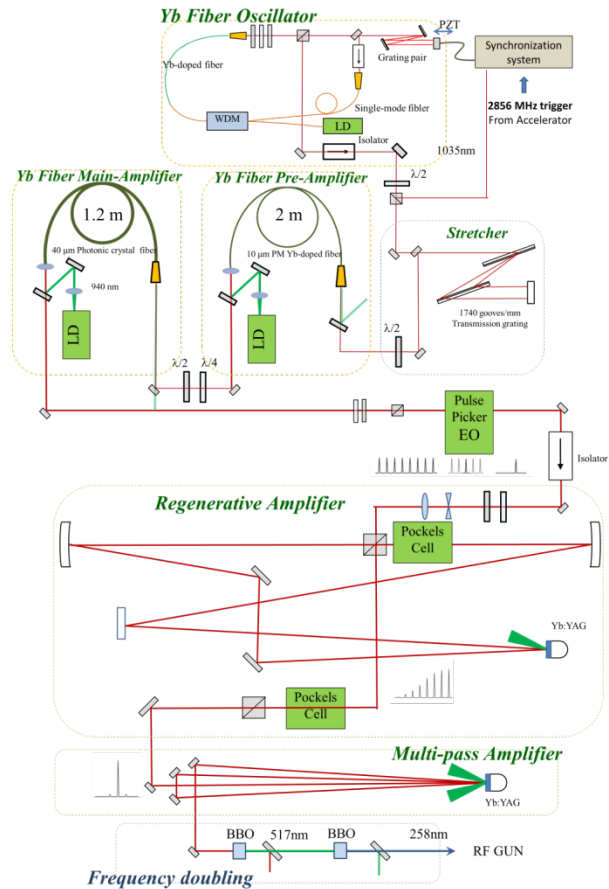 Yb Fiber Oscillator
PZT
Yb-doped fiber
Grating pair
Synchronization
system
Single-mode fibler
WDM
LD
2856 MHz trigger
From Accelerator
Isolator
1035nm
λ/2
Yb Fiber Main-Amplifier
Yb Fiber Pre-Amplifier
1.2 m
2 m
Stretcher
40 μm Photonic crystal fiber
10 μm PM Yb-doped fiber
940 nm
LD
LD
1740 gooves/mm
Transmission grating
λ/2
λ/2
λ/4
Pulse
Picker
EO
Isolator
Regenerative Amplifier
Pockels
Cell
Yb:YAG
Pockels
Cell
Multi-pass Amplifier
Yb:YAG
BBO
517nm
BBO
258nm
RF GUN
Frequency doubling